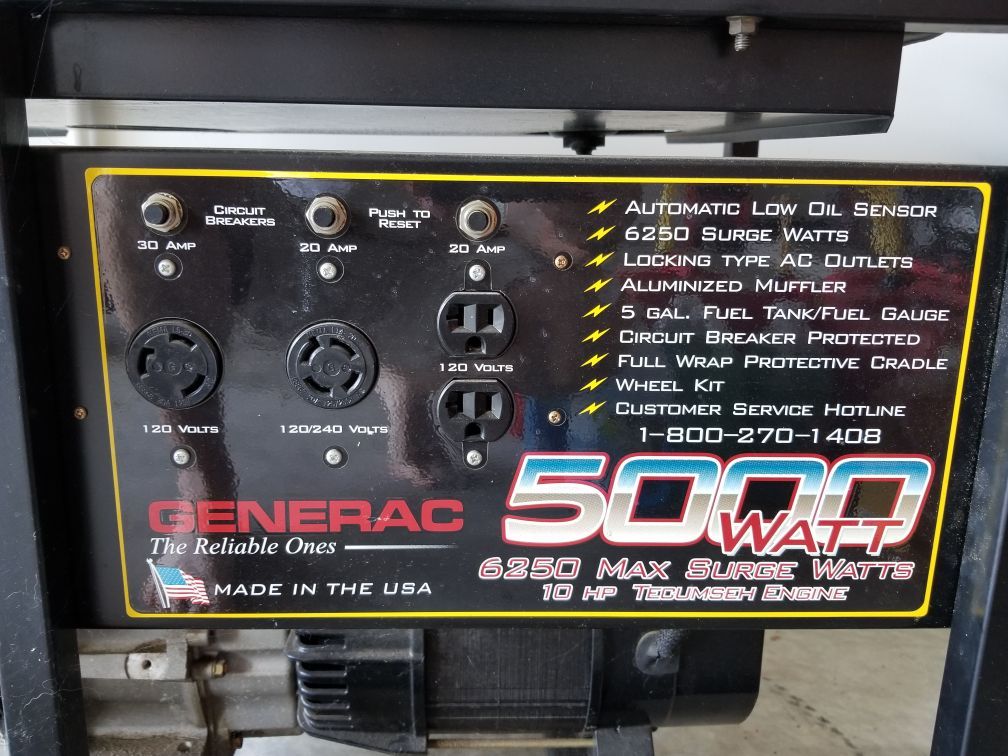 CIRCUIT BREAKERS
PUSH TO RESET
30 AMP
20 AMP
20 AMP
120 VOLTS
120/240 VOLTS
120 VOLTS
AUTOMATIC LOW OIL SENSOR
6250 SURGE WATTS
LOCKING TYPE AC OUTLETS
ALUMINIZED MUFFLER
5 GAL. FUEL TANK/FUEL GAUGE
CIRCUIT BREAKER PROTECTED
FULL WRAP PROTECTIVE CRADLE
WHEEL KIT
CUSTOMER SERVICE HOTLINE
1-800-270-1408
GENERAC
The Reliable Ones
MADE IN THE USA
5000
WATT
6250 MAX SURGE WATTS
10 HP TECUMSEH ENGINE